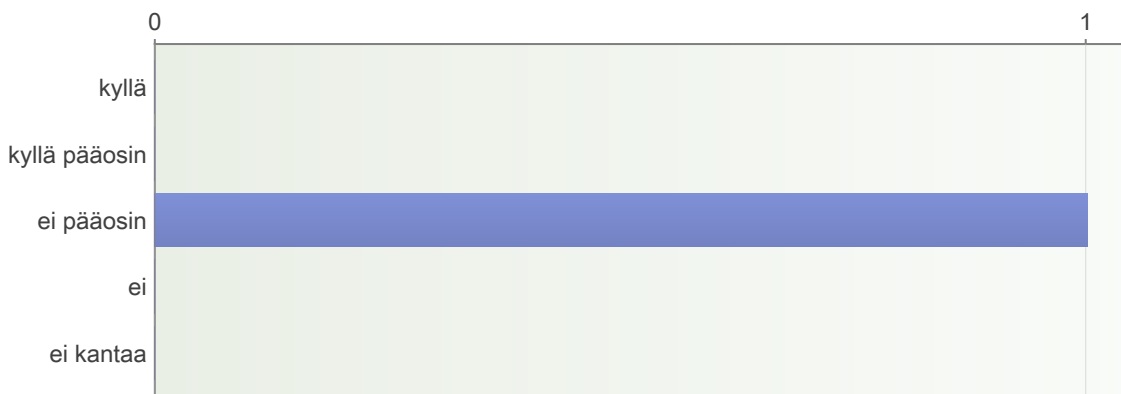 0 1
kyllä
kyllä pääosin
ei pääosin
ei
ei kantaa